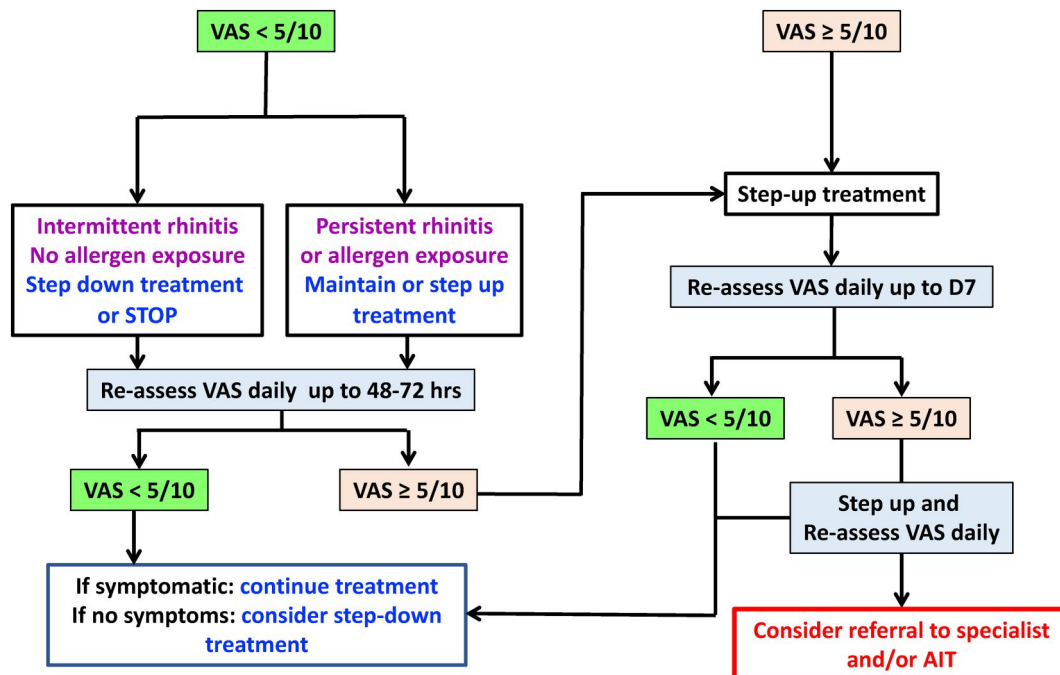 VAS < 5/10
VAS ≥ 5/10
Intermittent rhinitis
No allergen exposure
Step down treatment
or STOP
Persistent rhinitis
or allergen exposure
Maintain or step up
treatment
Re-assess VAS daily up to 48-72 hrs
VAS < 5/10
VAS ≥ 5/10
If symptomatic: continue treatment
If no symptoms: consider step-down
treatment
Step-up treatment
Re-assess VAS daily up to D7
VAS < 5/10
VAS ≥ 5/10
Step up and
Re-assess VAS daily
Consider referral to specialist
and/or AIT